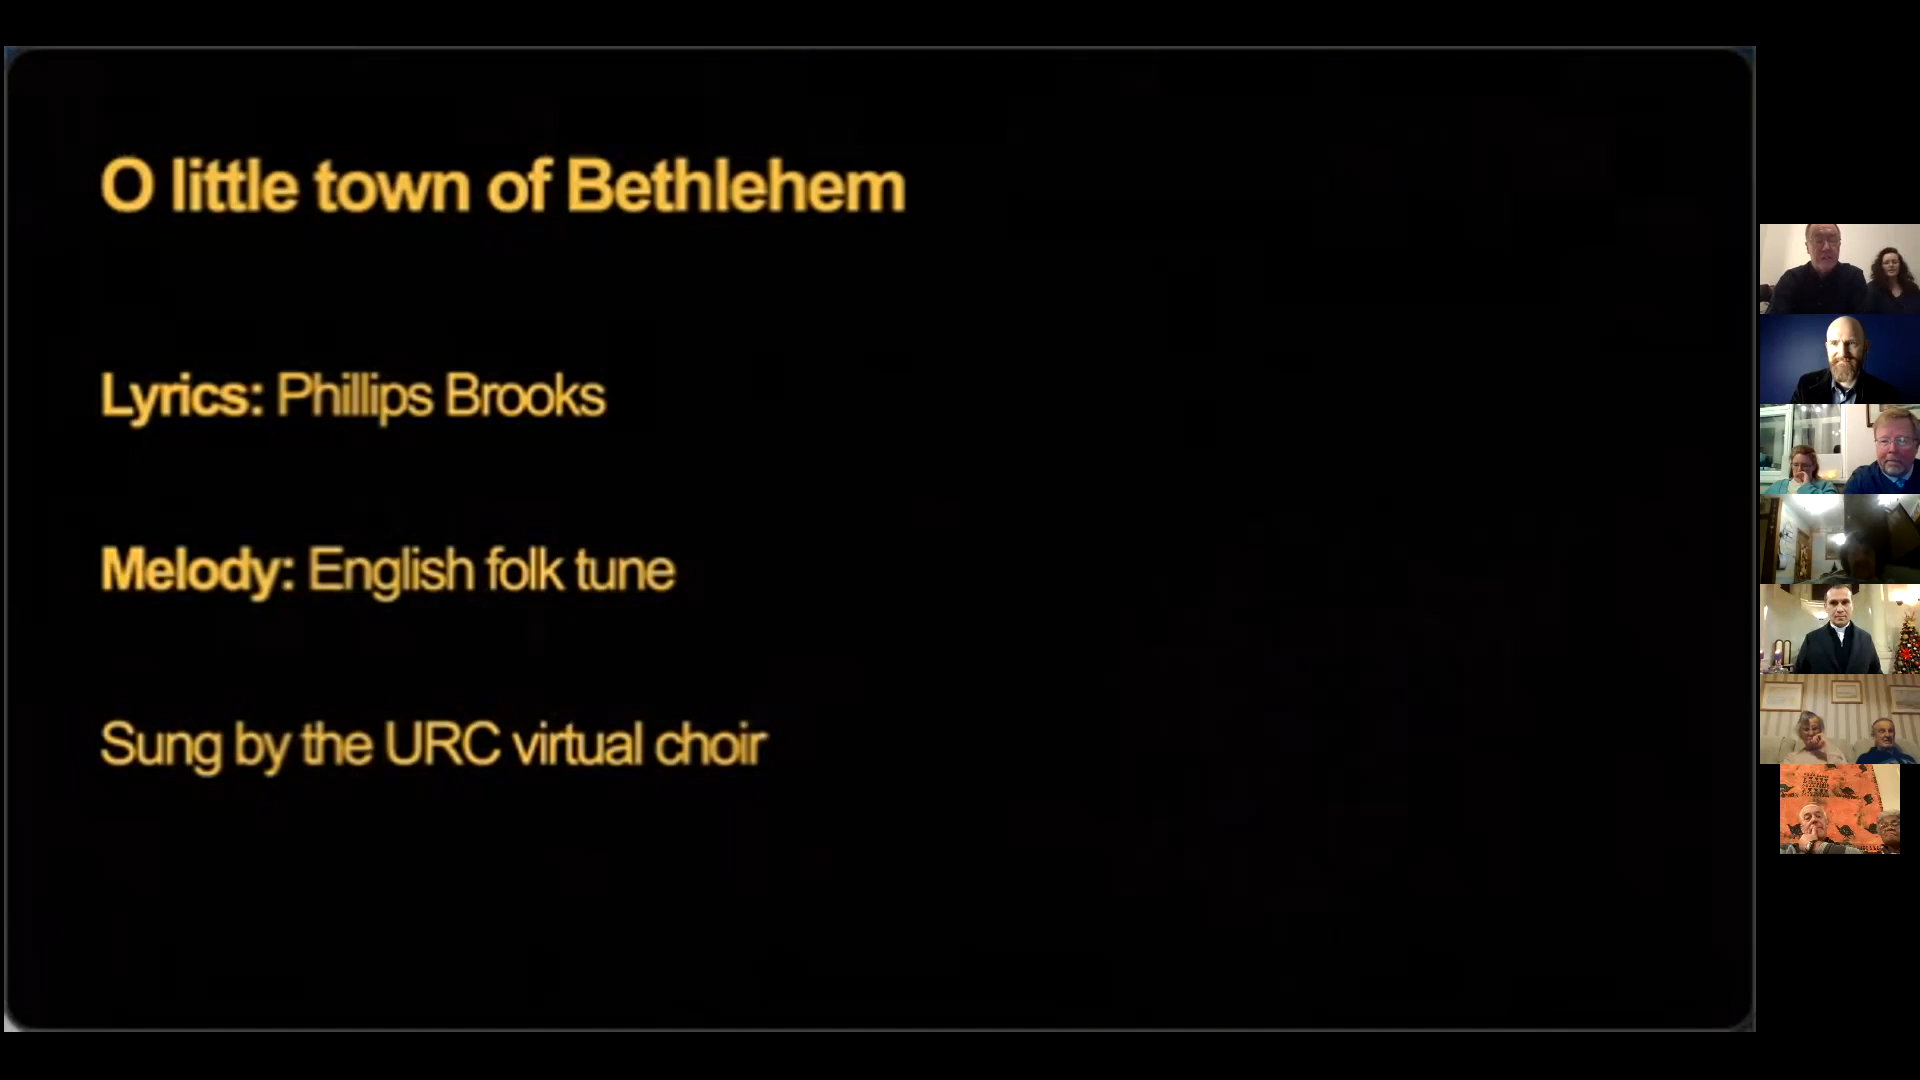 O little town of Bethlehem
Lyrics: Phillips Brooks
Melody: English folk tune
Sung by the URC virtual choir